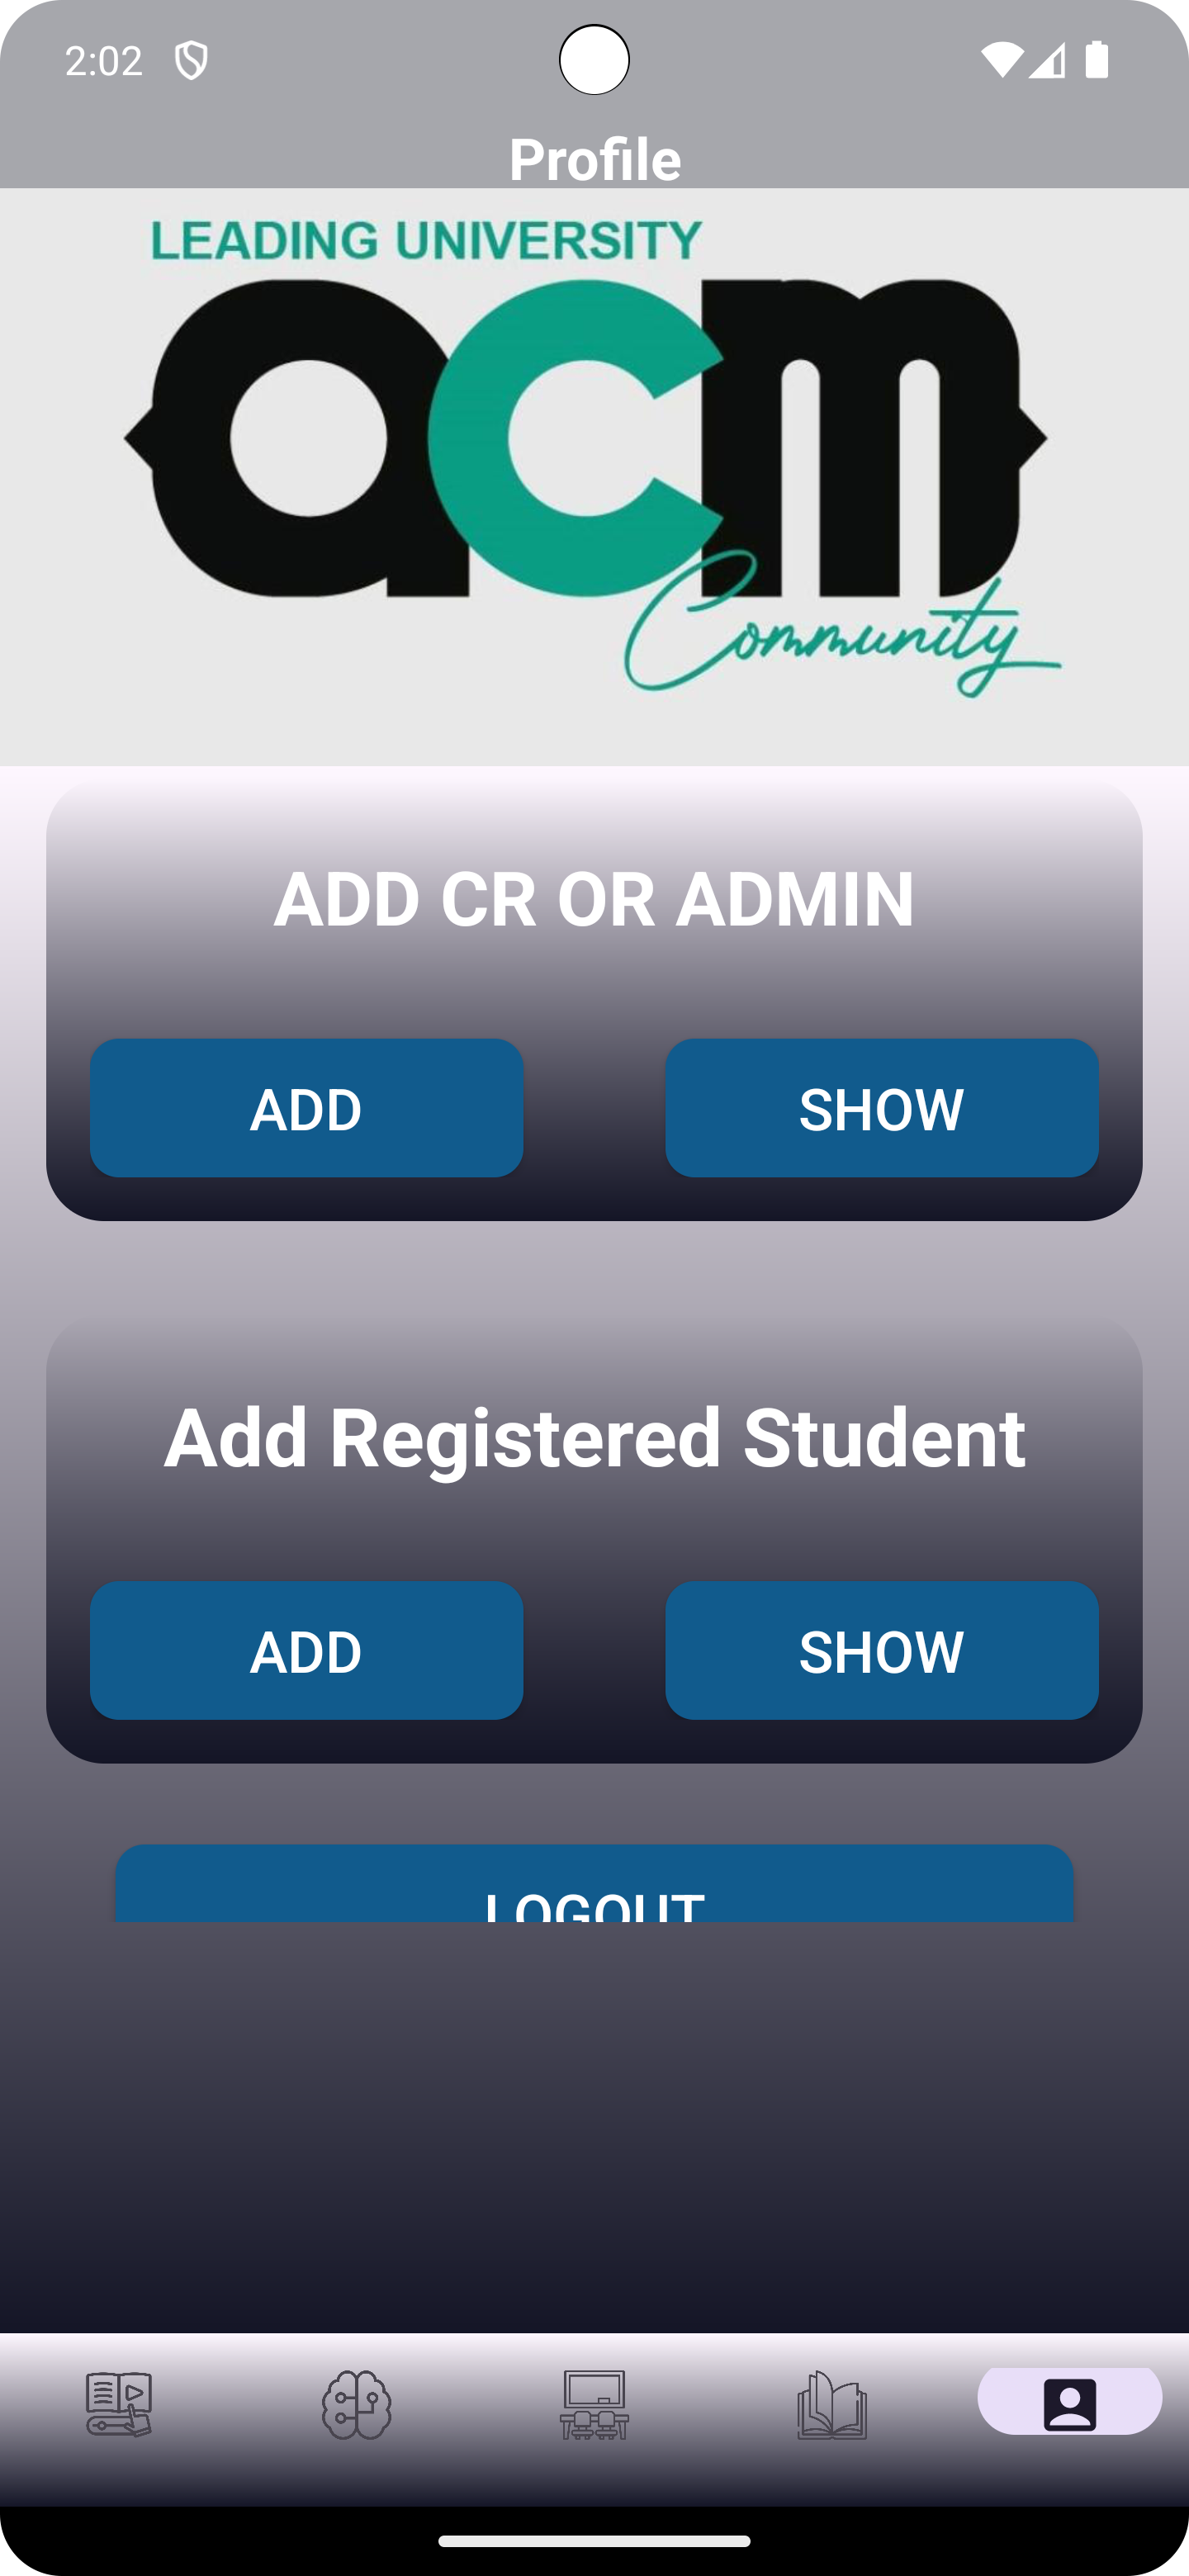 2:02
Profile
LEADING UNIVERSITY
acm
Community
ADD CR OR ADMIN
ADD
SHOW
Add Registered Student
ADD
SHOW
LOGOUT